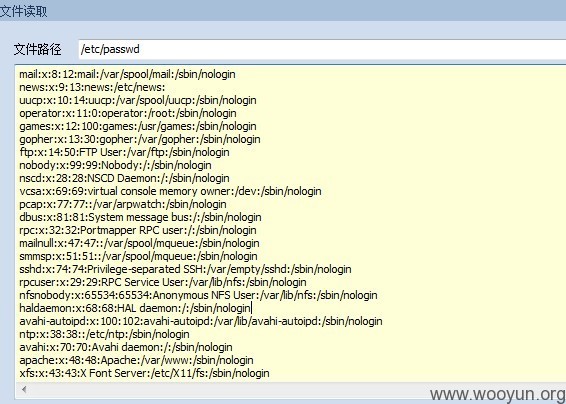 文件读取
文件路径 /etc/passwd
mail:x:8:12:mail:/var/spool/mail:/sbin/nologin
news:x:9:13:news:/etc/news:
uucp:x:10:14:uucp:/var/spool/uucp:/sbin/nologin
operator:x:11:0:operator:/root:/sbin/nologin
games:x:12:100:games:/usr/games:/sbin/nologin
gopher:x:13:30:gopher:/var/gopher:/sbin/nologin
ftp:x:14:50:FTP User:/var/ftp:/sbin/nologin
nobody:x:99:99:Nobody:/:/sbin/nologin
nscd:x:28:28:NSCD Daemon:/:/sbin/nologin
vcsa:x:69:69:virtual console memory owner:/dev:/sbin/nologin
pcap:x:77:77::/var/arpwatch:/sbin/nologin
dbus:x:81:81:System message bus:/:/sbin/nologin
rpc:x:32:32:Portmapper RPC user:/:/sbin/nologin
mailnull:x:47:47::/var/spool/mqueue:/sbin/nologin
smmsp:x:51:51::/var/spool/mqueue:/sbin/nologin
sshd:x:74:74:Privilege-separated SSH:/var/empty/sshd:/sbin/nologin
rpcuser:x:29:29:RPC Service User:/var/lib/nfs:/sbin/nologin
nfsnobody:x:65534:65534:Anonymous NFS User:/var/lib/nfs:/sbin/nologin
haldaemon:x:68:68:HAL daemon:/:/sbin/nologin
avahi-autoipd:x:100:102:avahi-autoipd:/var/lib/avahi-autoipd:/sbin/nologin
ntp:x:38:38::/etc/ntp:/sbin/nologin
avahi:x:70:70:Avahi daemon:/:/sbin/nologin
apache:x:48:48:Apache:/var/www:/sbin/nologin
xfs:x:43:43:X Font Server:/etc/X11/fs:/sbin/nologin
www.wooyun.org